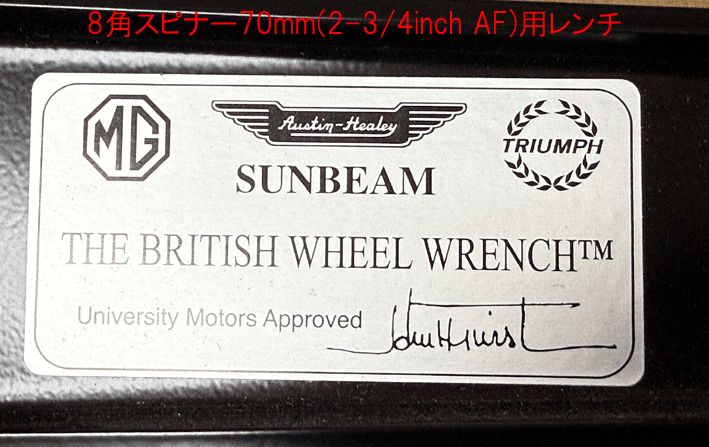 8角スピナー70mm(2-3/4inch AF)用レンチ
MG
Austin-Healey
TRIUMPH
SUNBEAM
THE BRITISH WHEEL WRENCH™
University Motors Approved